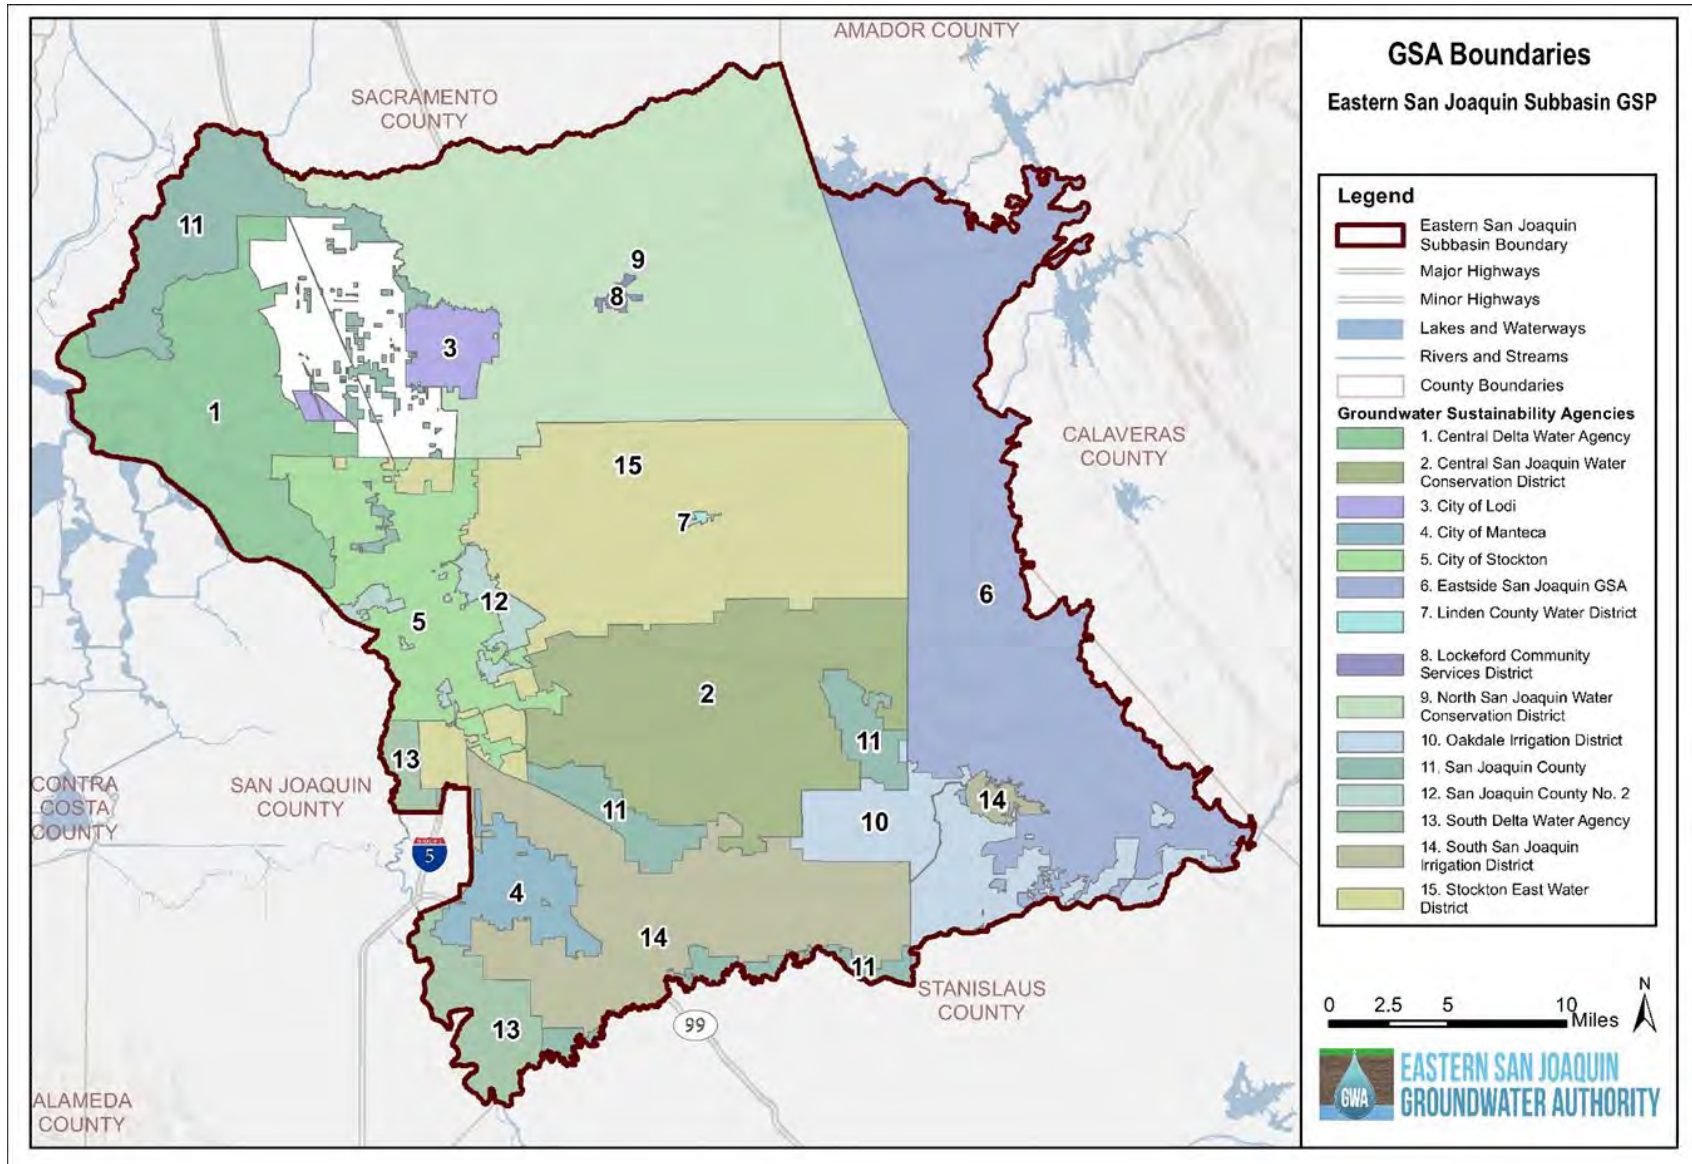 AMADOR COUNTY
SACRAMENTO
COUNTY
11
9
8
3
1
CALAVERAS
COUNTY
15
7
6
12
5
2
11
13
CONTRA
COSTA
COUNTY
SAN JOAQUIN
COUNTY
11
14
10
5
4
14
11
STANISLAUS
COUNTY
13
99
ALAMEDA
COUNTY
GSA Boundaries
Eastern San Joaquin Subbasin GSP
Legend
Eastern San Joaquin
Subbasin Boundary
Major Highways
Minor Highways
Lakes and Waterways
Rivers and Streams
County Boundaries
Groundwater Sustainability Agencies
1. Central Delta Water Agency
2. Central San Joaquin Water
Conservation District
3. City of Lodi
4. City of Manteca
5. City of Stockton
6. Eastside San Joaquin GSA
7. Linden County Water District
8. Lockeford Community
Services District
9. North San Joaquin Water
Conservation District
10. Oakdale Irrigation District
11. San Joaquin County
12. San Joaquin County No. 2
13. South Delta Water Agency
14. South San Joaquin
Irrigation District
15. Stockton East Water
District
N
0 2.5 5 10
Miles
GWA
EASTERN SAN JOAQUIN
GROUNDWATER AUTHORITY